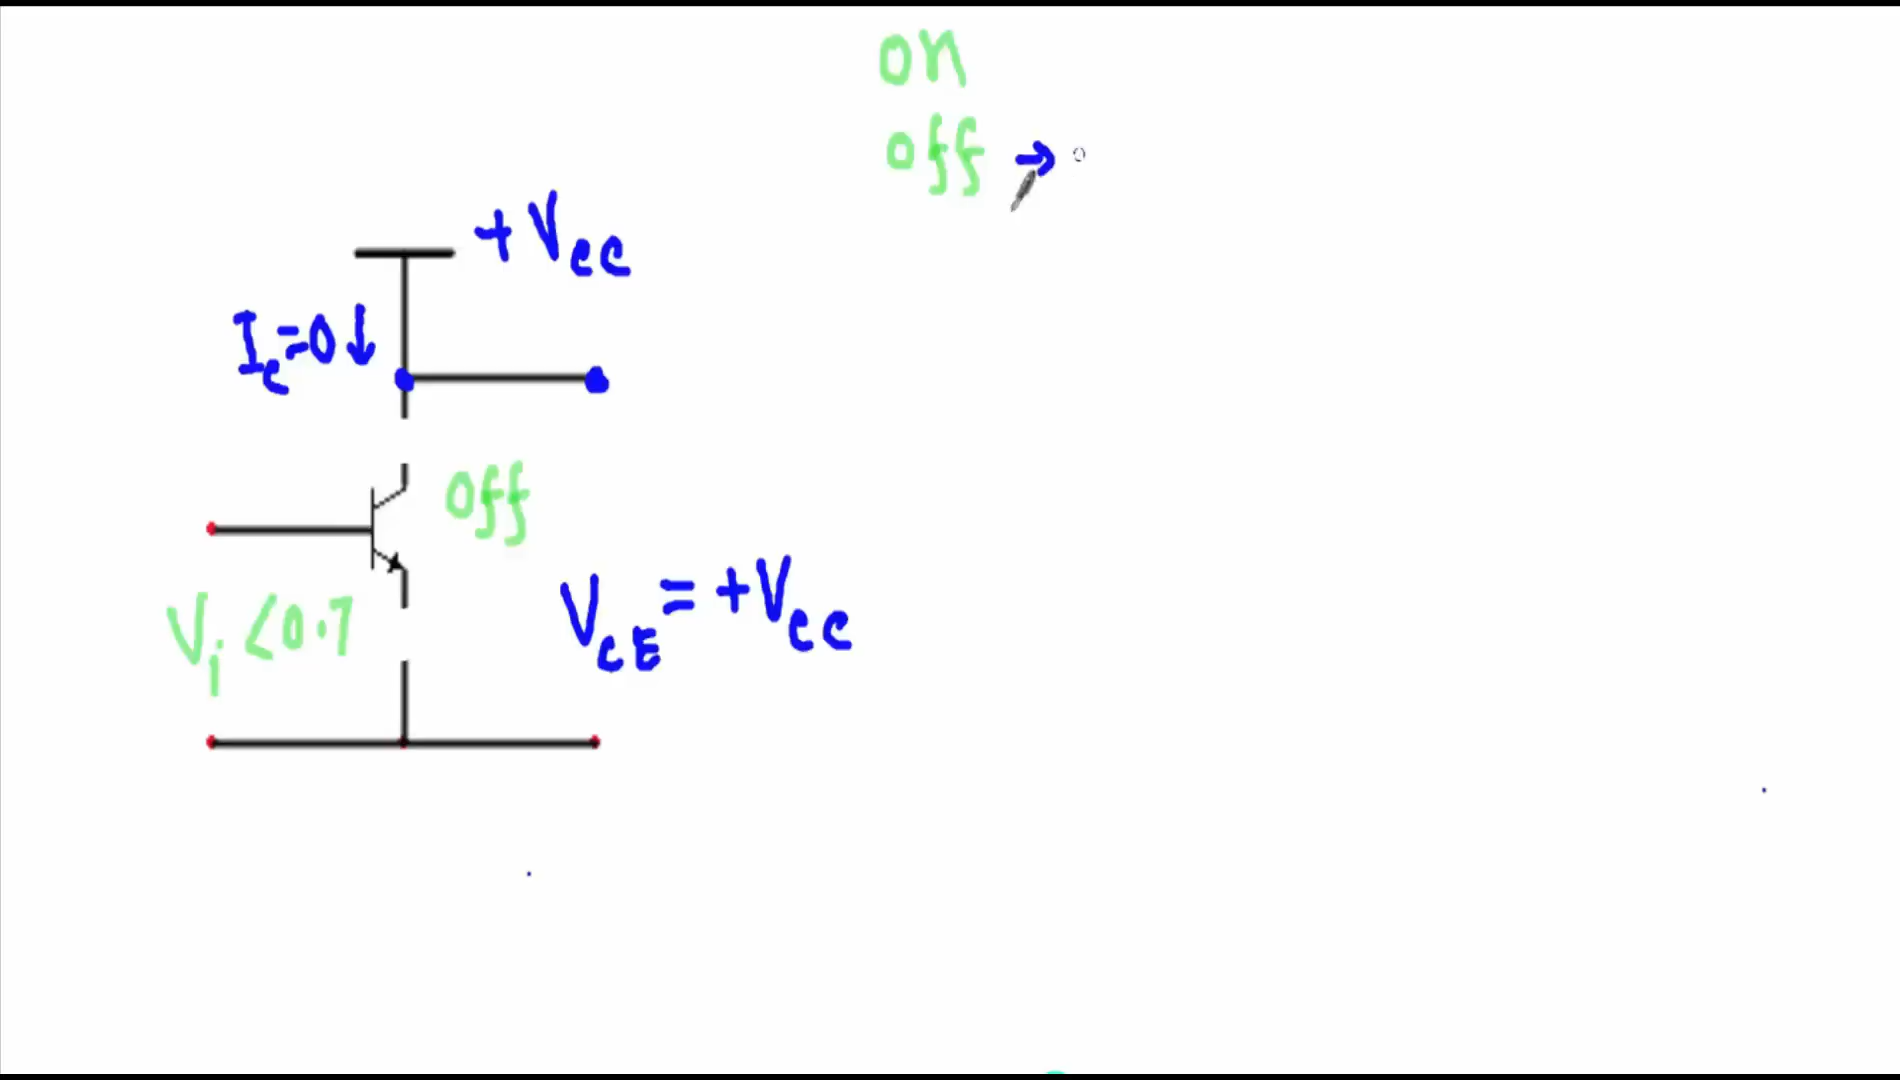 on
off →
+Vcc
Ic=0↓
off
Vi <0.7
VCE = +Vcc